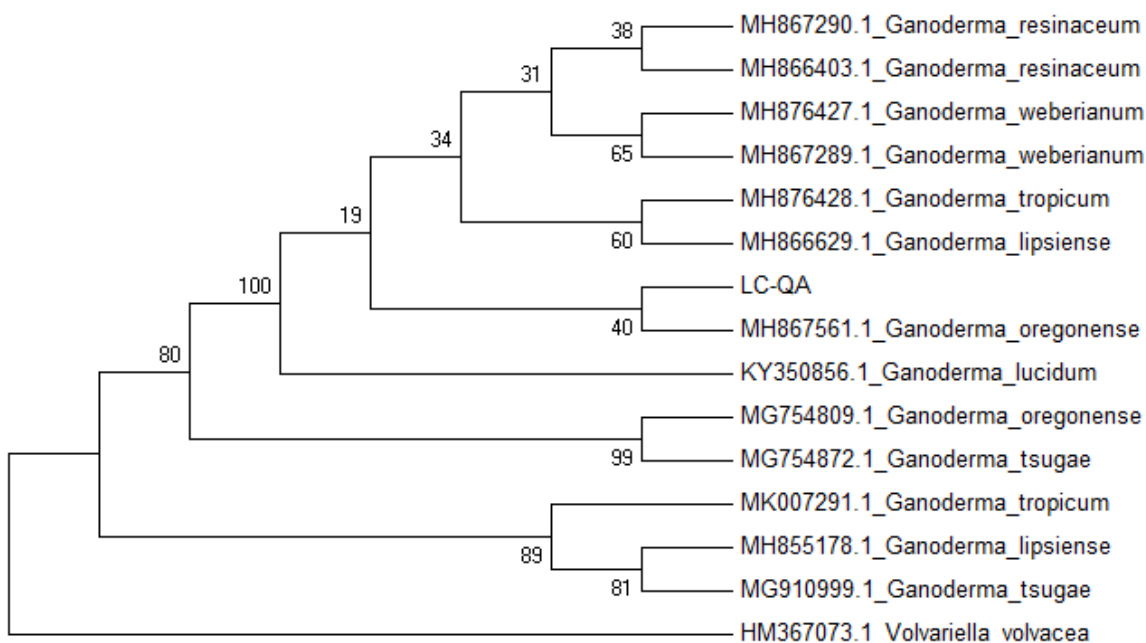 MH867290.1_Ganoderma_resinaceum
38
MH866403.1_Ganoderma_resinaceum
31
MH876427.1_Ganoderma_weberianum
34
65
MH867289.1_Ganoderma_weberianum
MH876428.1_Ganoderma_tropicum
19
60
MH866629.1_Ganoderma_lipsiense
100
LC-QA
40
MH867561.1_Ganoderma_oregonense
80
KY350856.1_Ganoderma_lucidum
MG754809.1_Ganoderma_oregonense
99
MG754872.1_Ganoderma_tsugae
MK007291.1_Ganoderma_tropicum
89
MH855178.1_Ganoderma_lipsiense
81
MG910999.1_Ganoderma_tsugae
HM367073.1_Volvariella_volvacea